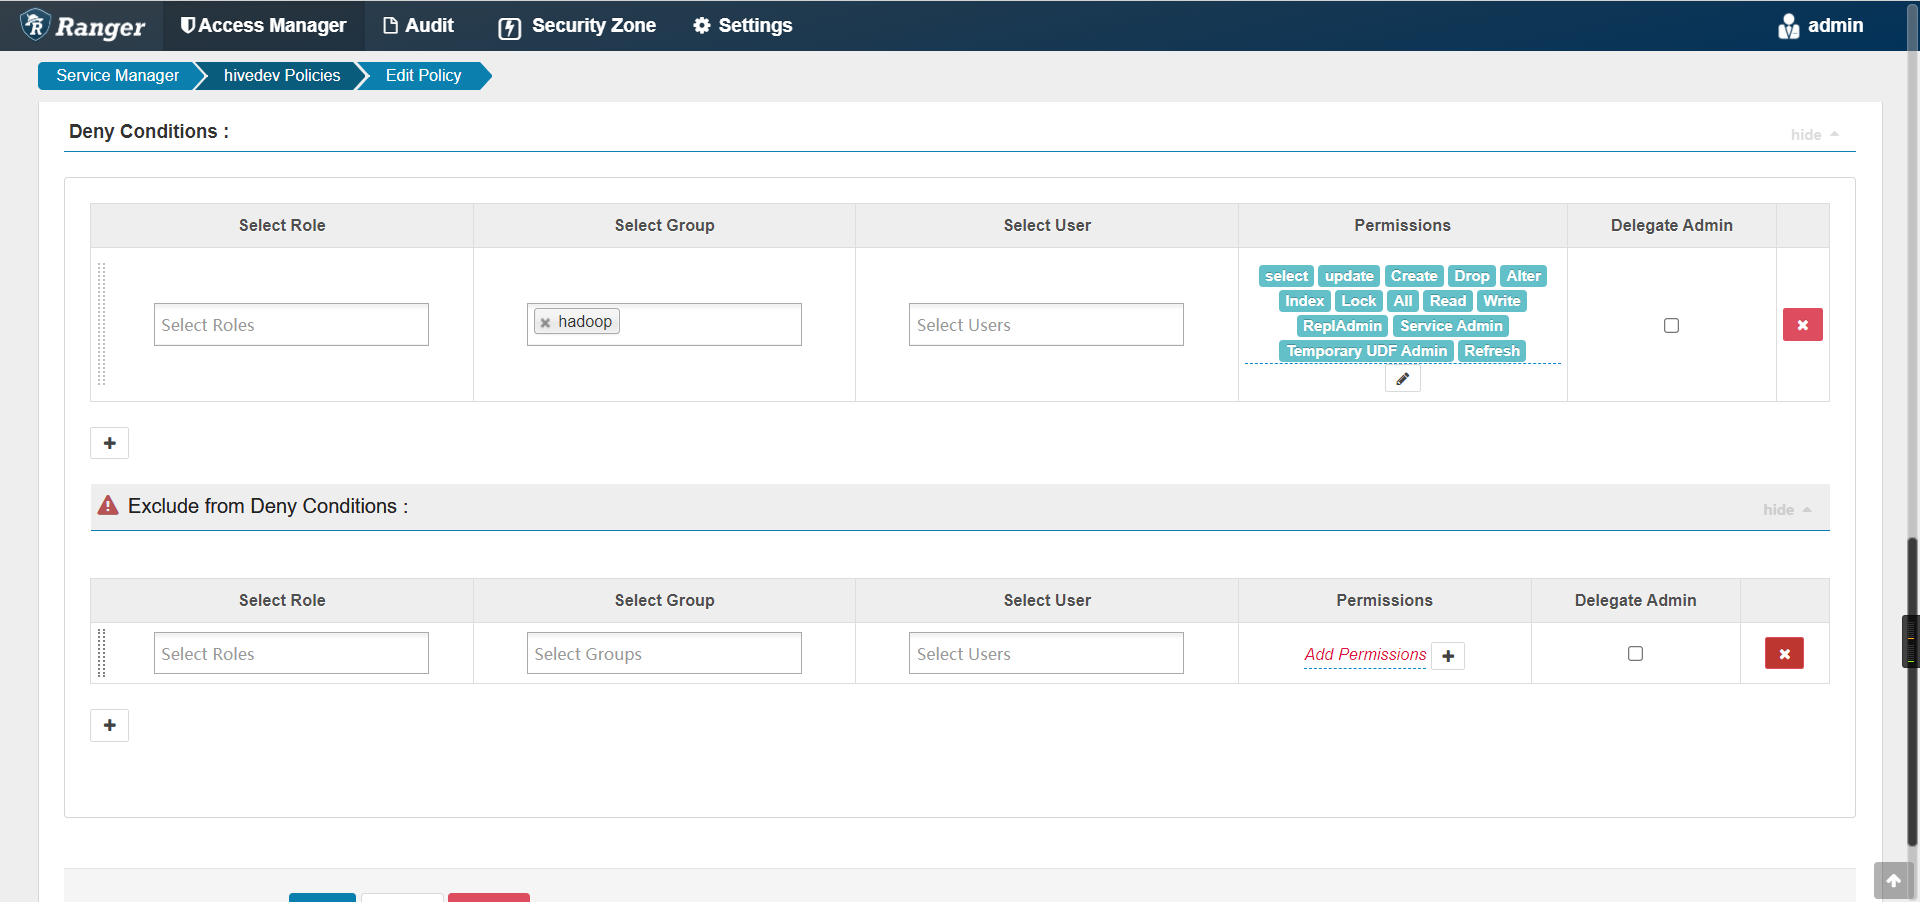 Ranger Access Manager Audit Security Zone Settings admin
Service Manager hivedev Policies Edit Policy
Deny Conditions :
hide
Select Role Select Group Select User Permissions Delegate Admin
Select Roles hadoop Select Users
select update Create Drop Alter
Index Lock All Read Write
ReplAdmin Service Admin
Temporary UDF Admin Refresh
Exclude from Deny Conditions :
hide
Select Role Select Group Select User Permissions Delegate Admin
Select Roles Select Groups Select Users Add Permissions